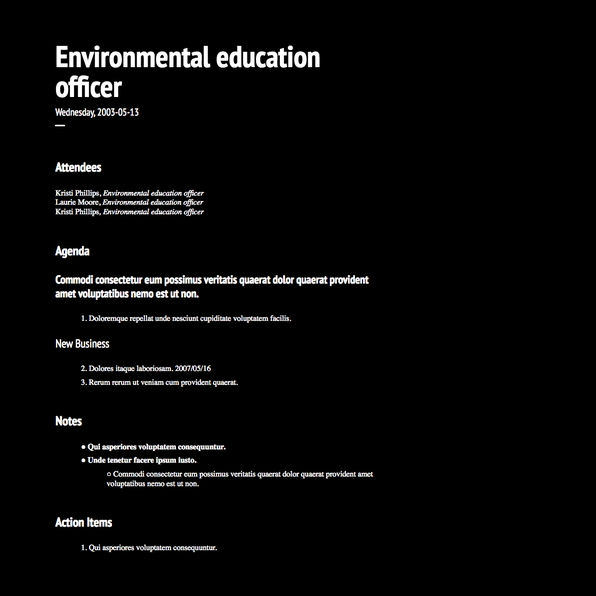 Environmental education
officer
Wednesday, 2003-05-13
Attendees
Kristi Phillips, Environmental education officer
Laurie Moore, Environmental education officer
Kristi Phillips, Environmental education officer
Agenda
Commodi consectetur eum possimus veritatis quaerat dolor quaerat provident
amet voluptatibus nemo est ut non.
1. Doloremque repellat unde nesciunt cupiditate voluptatem facilis.
New Business
2. Dolores itaque laboriosam. 2007/05/16
3. Rerum rerum ut veniam cum provident quaerat.
Notes
● Qui asperiores voluptatem consequuntur.
● Unde tenetur facere ipsum iusto.
○ Commodi consectetur eum possimus veritatis quaerat dolor quaerat provident amet
voluptatibus nemo est ut non.
Action Items
1. Qui asperiores voluptatem consequuntur.